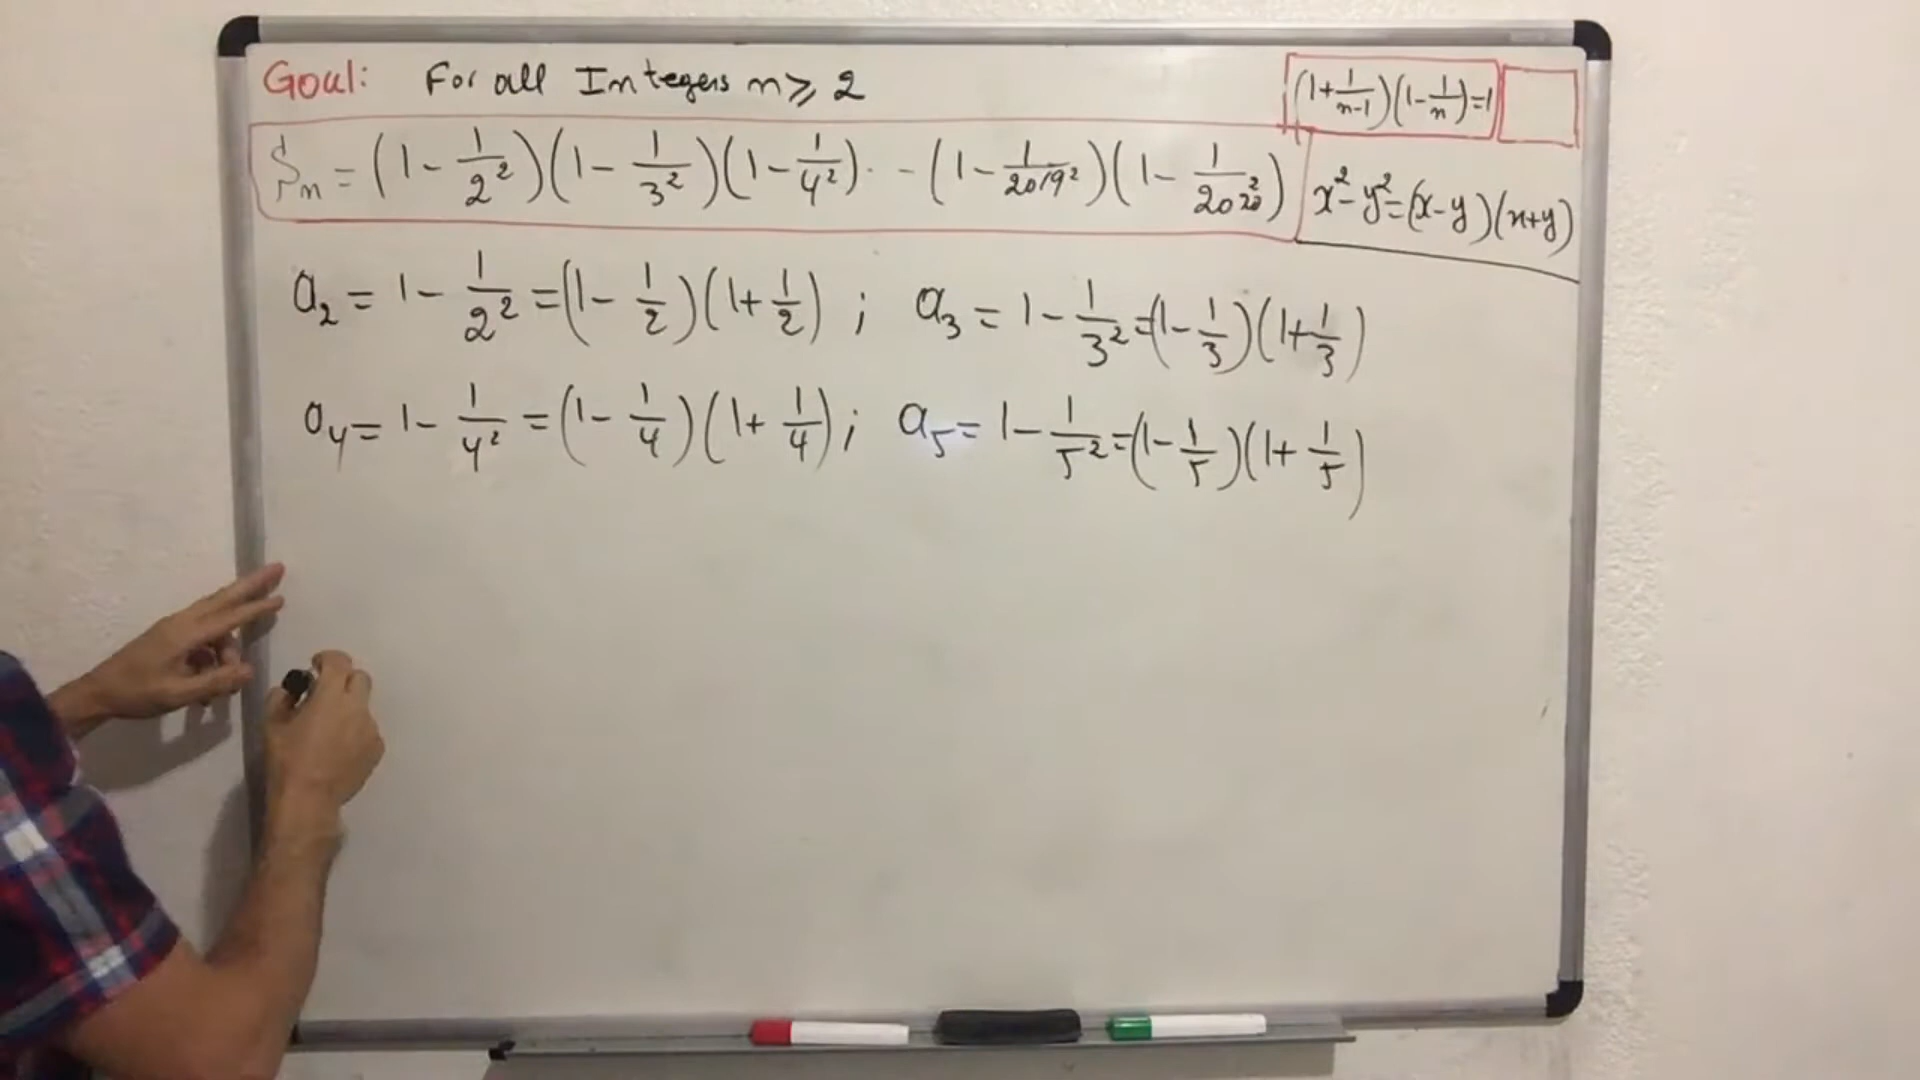 Goal: For all Integers n ≥ 2
(1+1/(n-1))(1-1/n)=1
Sn = (1 - 1/2²)(1 - 1/3²)(1 - 1/4²) · - - (1 - 1/2019²)(1 - 1/2020²)
x² - y² = (x-y)(x+y)
a₂ = 1 - 1/2² = (1 - 1/2)(1 + 1/2) ; a₃ = 1 - 1/3² = (1 - 1/3)(1 + 1/3)
a₄ = 1 - 1/4² = (1 - 1/4)(1 + 1/4) ; a₅ = 1 - 1/5² = (1 - 1/5)(1 + 1/5)